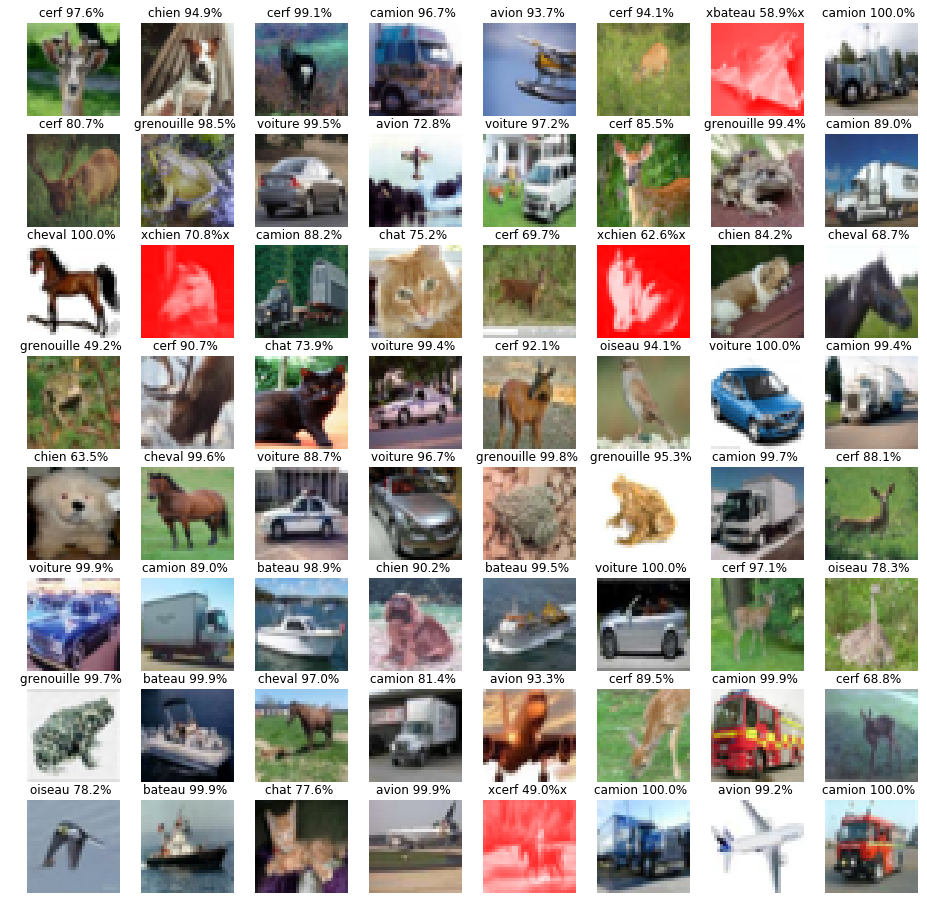 cerf 97.6% chien 94.9% cerf 99.1% camion 96.7% avion 93.7% cerf 94.1% xbateau 58.9%x camion 100.0%
cerf 80.7% grenouille 98.5% voiture 99.5% avion 72.8% voiture 97.2% cerf 85.5% grenouille 99.4% camion 89.0%
cheval 100.0% xchien 70.8%x camion 88.2% chat 75.2% cerf 69.7% xchien 62.6%x chien 84.2% cheval 68.7%
grenouille 49.2% cerf 90.7% chat 73.9% voiture 99.4% cerf 92.1% oiseau 94.1% voiture 100.0% camion 99.4%
chien 63.5% cheval 99.6% voiture 88.7% voiture 96.7% grenouille 99.8% grenouille 95.3% camion 99.7% cerf 88.1%
voiture 99.9% camion 89.0% bateau 98.9% chien 90.2% bateau 99.5% voiture 100.0% cerf 97.1% oiseau 78.3%
grenouille 99.7% bateau 99.9% cheval 97.0% camion 81.4% avion 93.3% cerf 89.5% camion 99.9% cerf 68.8%
oiseau 78.2% bateau 99.9% chat 77.6% avion 99.9% xcerf 49.0%x camion 100.0% avion 99.2% camion 100.0%